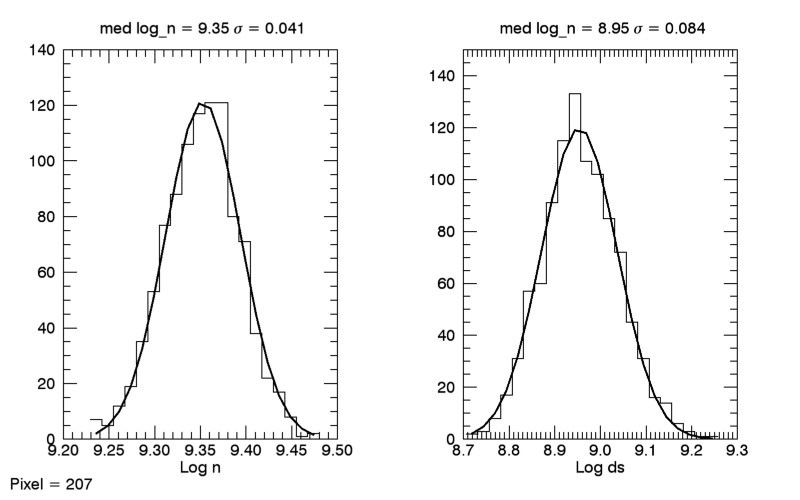 med log_n = 9.35 σ = 0.041
140
120
100
80
60
40
20
0
9.20 9.25 9.30 9.35 9.40 9.45 9.50
Log n
med log_n = 8.95 σ = 0.084
140
120
100
80
60
40
20
0
8.7 8.8 8.9 9.0 9.1 9.2 9.3
Log ds
Pixel = 207